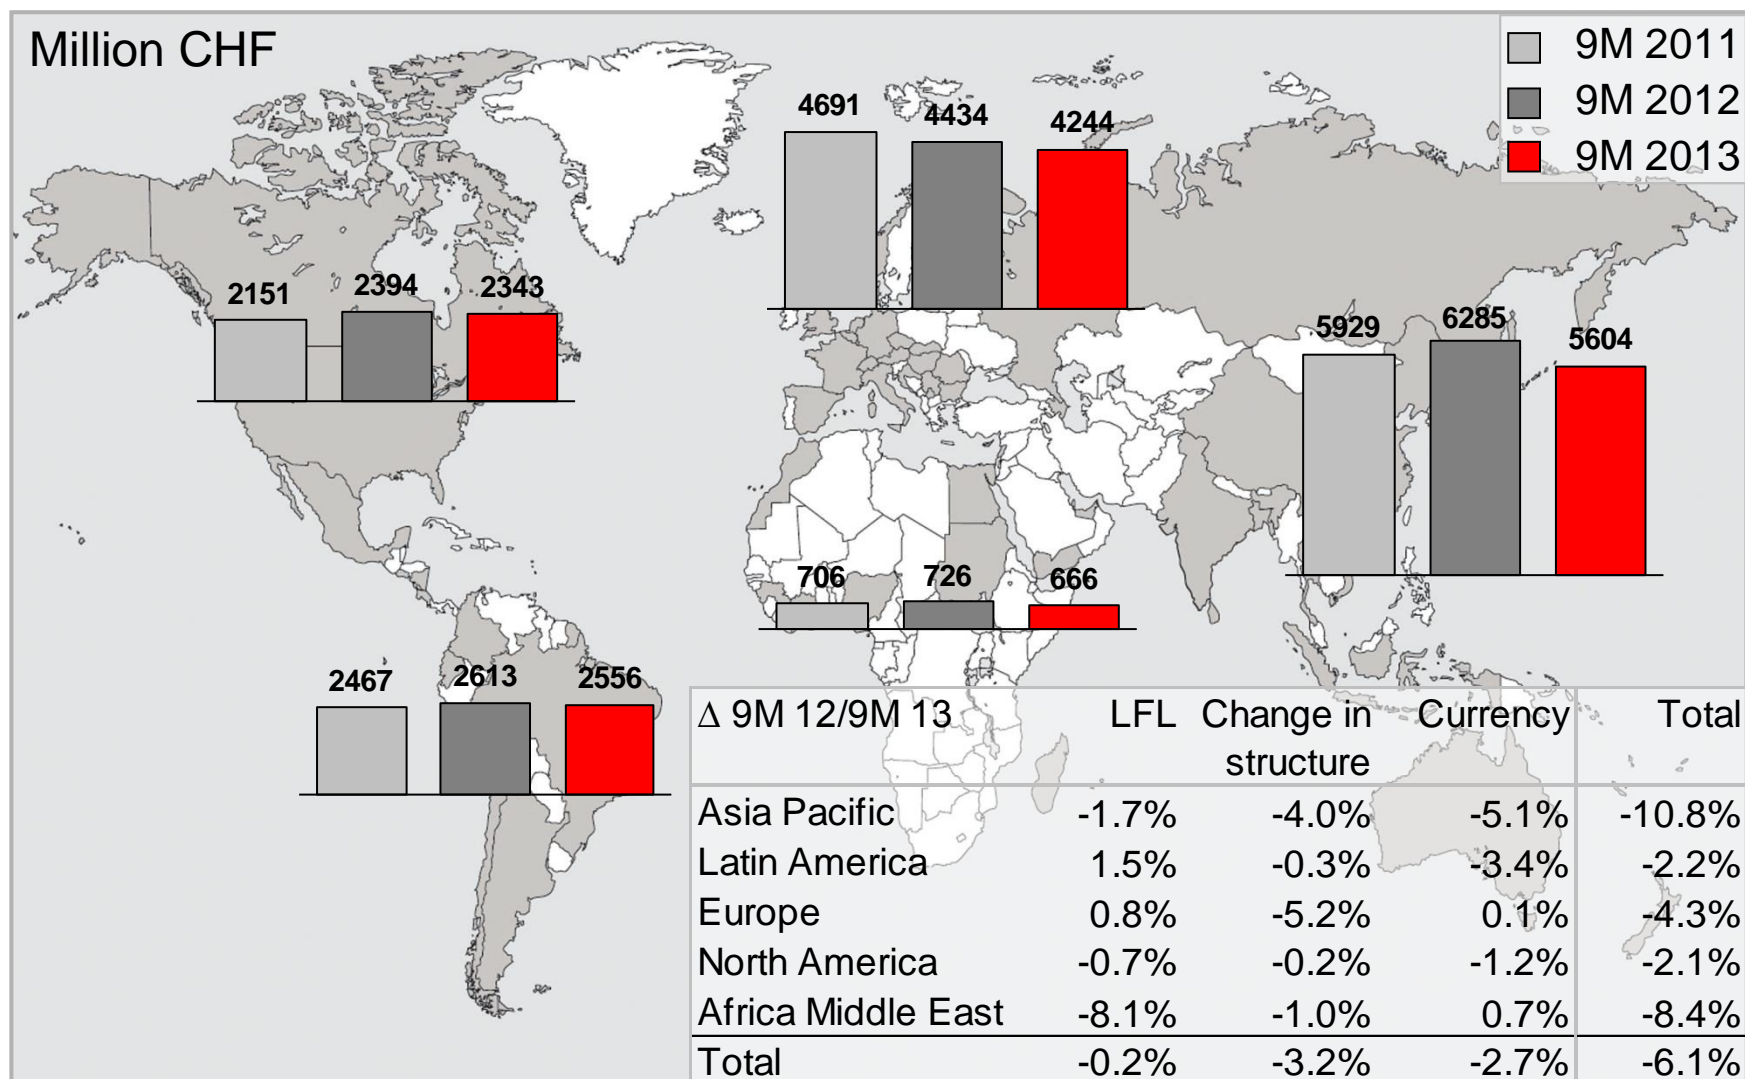 Million CHF
9M 2011
9M 2012
9M 2013
4691 4434 4244
2151 2394 2343
5929 6285 5604
706 726 666
2467 2613 2556
Δ 9M 12/9M 13 LFL Change in structure Currency Total
Asia Pacific -1.7% -4.0% -5.1% -10.8%
Latin America 1.5% -0.3% -3.4% -2.2%
Europe 0.8% -5.2% 0.1% -4.3%
North America -0.7% -0.2% -1.2% -2.1%
Africa Middle East -8.1% -1.0% 0.7% -8.4%
Total -0.2% -3.2% -2.7% -6.1%